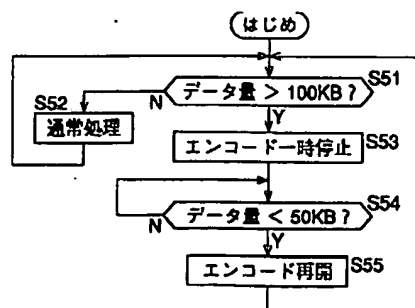 はじめ
S51
データ量 > 100KB ?
N
Y
S52
通常処理
S53
エンコード一時停止
S54
データ量 < 50KB ?
N
Y
S55
エンコード再開